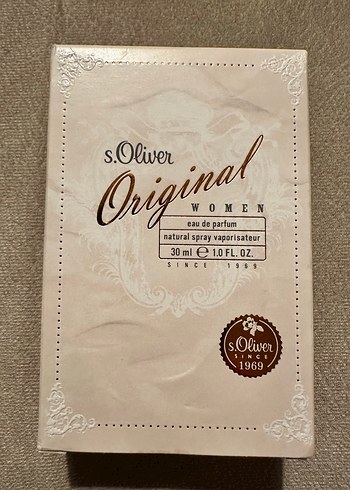 s.Oliver
Original
WOMEN
eau de parfum
natural spray vaporisateur
30 ml ℮ 1.0 FL. OZ.
SINCE 1969
s.Oliver
SINCE
1969